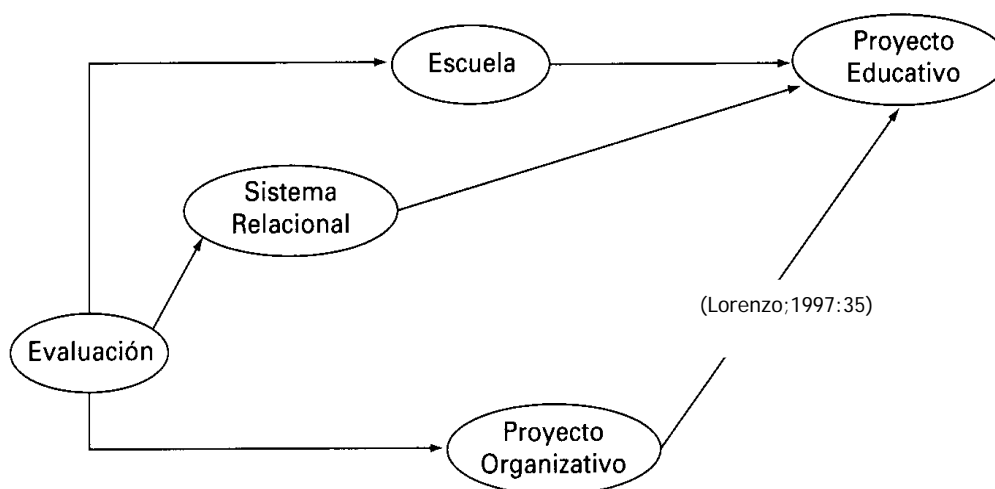 Escuela
Proyecto
Educativo
Sistema
Relacional
(Lorenzo;1997:35)
Evaluación
Proyecto
Organizativo